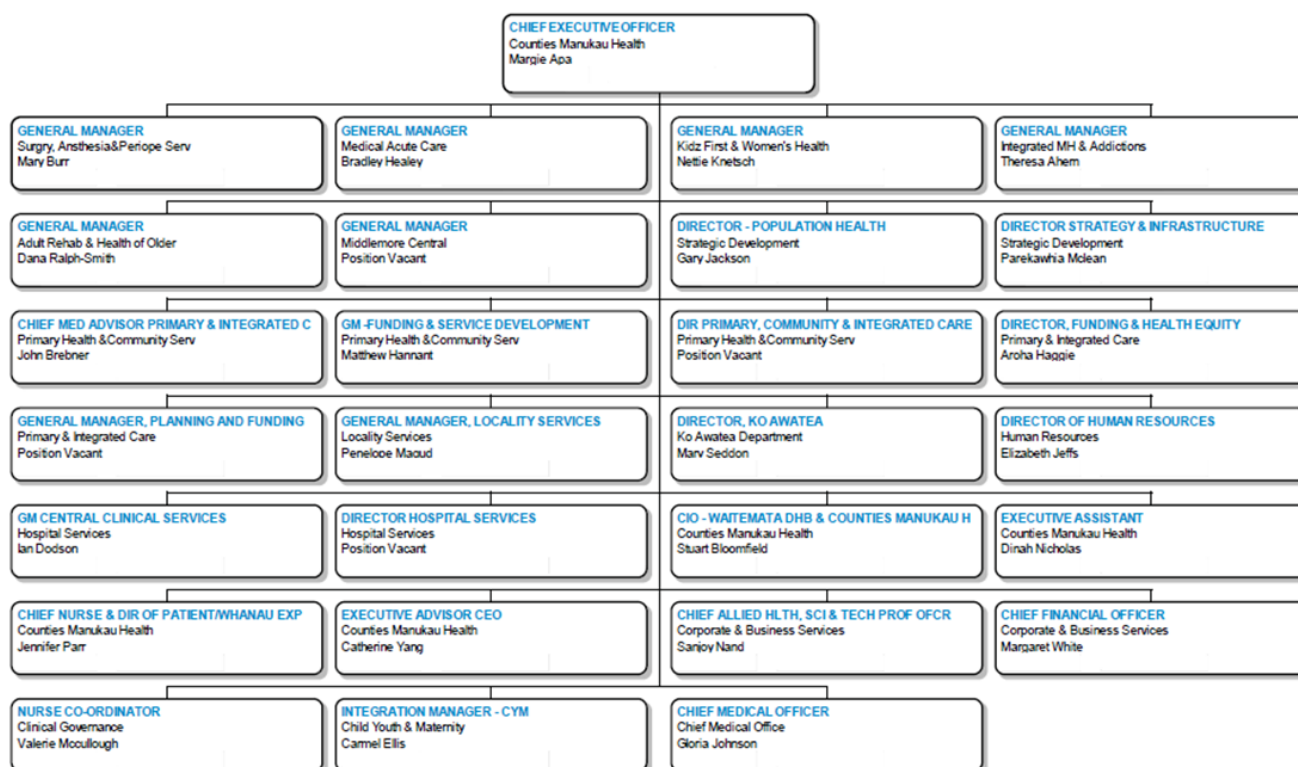 CHIEF EXECUTIVE OFFICER
Counties Manukau Health
Margie Apa
GENERAL MANAGER
Surgry, Ansthesia&Periope Serv
Mary Burr
GENERAL MANAGER
Medical Acute Care
Bradley Healey
GENERAL MANAGER
Kidz First & Women's Health
Nettie Knetsch
GENERAL MANAGER
Integrated MH & Addictions
Theresa Ahern
GENERAL MANAGER
Adult Rehab & Health of Older
Dana Ralph-Smith
GENERAL MANAGER
Middlemore Central
Position Vacant
DIRECTOR - POPULATION HEALTH
Strategic Development
Gary Jackson
DIRECTOR STRATEGY & INFRASTRUCTURE
Strategic Development
Parekawhia Mclean
CHIEF MED ADVISOR PRIMARY & INTEGRATED C
Primary Health &Community Serv
John Brebner
GM -FUNDING & SERVICE DEVELOPMENT
Primary Health &Community Serv
Matthew Hannant
DIR PRIMARY, COMMUNITY & INTEGRATED CARE
Primary Health &Community Serv
Position Vacant
DIRECTOR, FUNDING & HEALTH EQUITY
Primary & Integrated Care
Aroha Haggie
GENERAL MANAGER, PLANNING AND FUNDING
Primary & Integrated Care
Position Vacant
GENERAL MANAGER, LOCALITY SERVICES
Locality Services
Penelope Magud
DIRECTOR, KO AWATEA
Ko Awatea Department
Mary Seddon
DIRECTOR OF HUMAN RESOURCES
Human Resources
Elizabeth Jeffs
GM CENTRAL CLINICAL SERVICES
Hospital Services
Ian Dodson
DIRECTOR HOSPITAL SERVICES
Hospital Services
Position Vacant
CIO - WAITEMATA DHB & COUNTIES MANUKAU H
Counties Manukau Health
Stuart Bloomfield
EXECUTIVE ASSISTANT
Counties Manukau Health
Dinah Nicholas
CHIEF NURSE & DIR OF PATIENT/WHANAU EXP
Counties Manukau Health
Jennifer Parr
EXECUTIVE ADVISOR CEO
Counties Manukau Health
Catherine Yang
CHIEF ALLIED HLTH, SCI & TECH PROF OFCR
Corporate & Business Services
Sanjoy Nand
CHIEF FINANCIAL OFFICER
Corporate & Business Services
Margaret White
NURSE CO-ORDINATOR
Clinical Governance
Valerie Mccullough
INTEGRATION MANAGER - CYM
Child Youth & Maternity
Carmel Ellis
CHIEF MEDICAL OFFICER
Chief Medical Office
Gloria Johnson